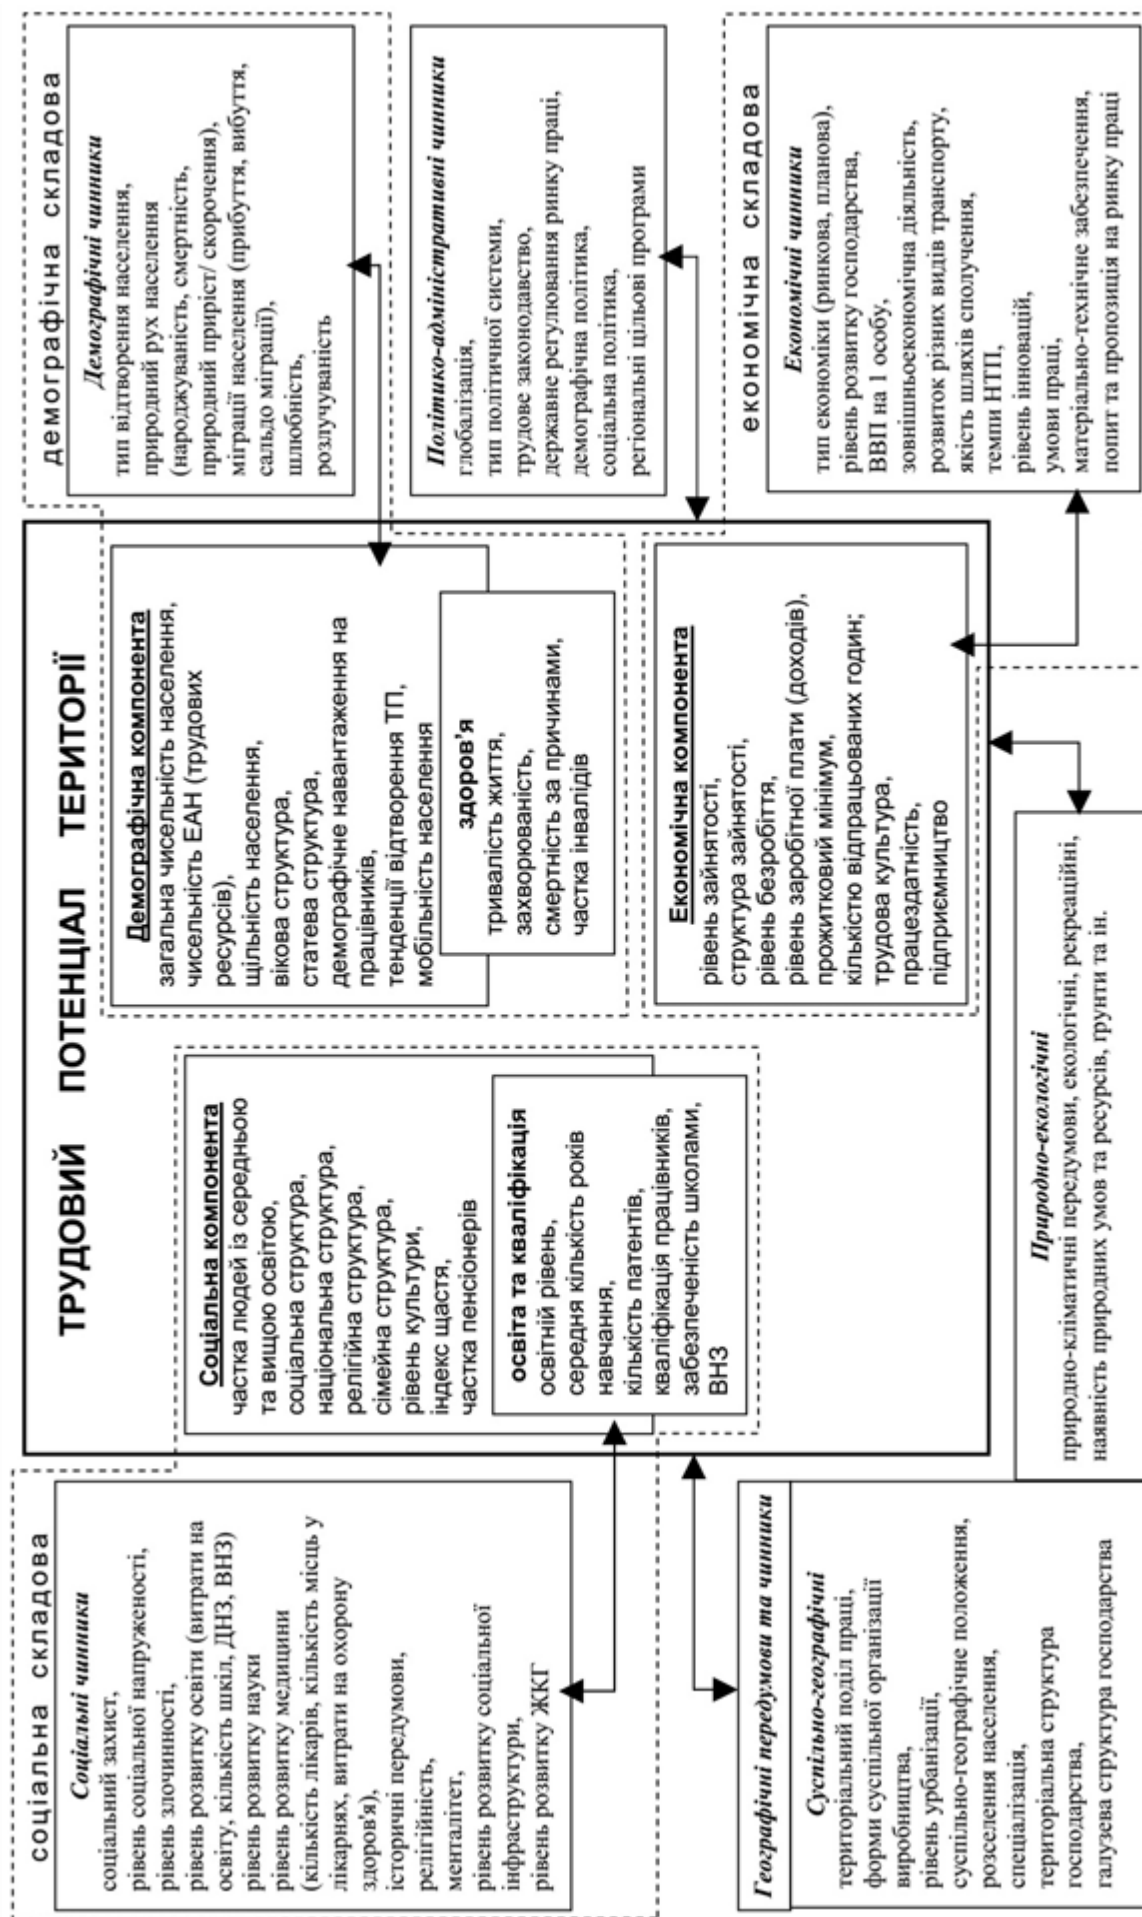 соціальна складова
Соціальні чинники
соціальний захист,
рівень соціальної напруженості,
рівень злочинності,
рівень розвитку освіти (витрати на
освіту, кількість шкіл, ДНЗ, ВНЗ)
рівень розвитку науки
рівень розвитку медицини
(кількість лікарів, кількість місць у
лікарнях, витрати на охорону
здоров'я),
історичні передумови,
релігійність,
менталітет,
рівень розвитку соціальної
інфраструктури,
рівень розвитку ЖКГ
ТРУДОВИЙ ПОТЕНЦІАЛ ТЕРИТОРІЇ
Соціальна компонента
частка людей із середньою
та вищою освітою,
соціальна структура,
національна структура,
релігійна структура,
сімейна структура,
рівень культури,
індекс щастя,
частка пенсіонерів
освіта та кваліфікація
освітній рівень,
середня кількість років
навчання,
кількість патентів,
кваліфікація працівників,
забезпеченість школами,
ВНЗ
Демографічна компонента
загальна чисельність населення,
чисельність ЕАН (трудових
ресурсів),
щільність населення,
вікова структура,
статева структура,
демографічне навантаження на
працівників,
тенденції відтворення ТП,
мобільність населення
здоров'я
тривалість життя,
захворюваність,
смертність за причинами,
частка інвалідів
Економічна компонента
рівень зайнятості,
структура зайнятості
рівень безробіття,
рівень заробітної плати (доходів),
прожитковий мінімум,
кількістю відпрацьованих годин;
трудова культура,
працездатність,
підприємництво
демографічна складова
Демографічні чинники
тип відтворення населення,
природний рух населення
(народжуваність, смертність,
природний приріст/ скорочення),
міграції населення (прибуття, вибуття,
сальдо міграції),
шлюбність,
розлучуваність
Політико-адміністративні чинники
глобалізація,
тип політичної системи,
трудове законодавство,
державне регулювання ринку праці,
демографічна політика,
соціальна політика,
регіональні цільові програми
економічна складова
Економічні чинники
тип економіки (ринкова, планова),
рівень розвитку господарства,
ВВП на 1 особу,
зовнішньоекономічна діяльність,
розвиток різних видів транспорту,
якість шляхів сполучення,
темпи НТП,
рівень інновацій,
умови праці,
матеріально-технічне забезпечення,
попит та пропозиція на ринку праці
Географічні передумови та чинники
Суспільно-географічні
територіальний поділ праці,
форми суспільної організації
виробництва,
рівень урбанізації,
суспільно-географічне положення,
розселення населення,
спеціалізація,
територіальна структура
господарства,
галузева структура господарства
Природно-екологічні
природно-кліматичні передумови, екологічні, рекреаційні,
наявність природних умов та ресурсів, грунти та ін.